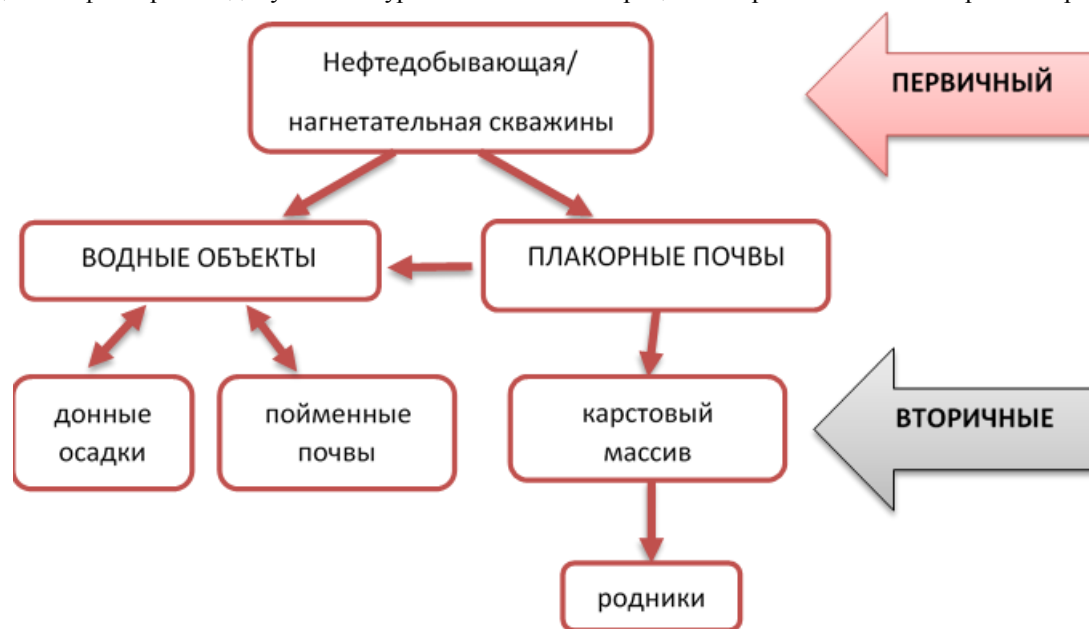 Нефтедобывающая/
нагнетательная скважины
ПЕРВИЧНЫЙ
ВОДНЫЕ ОБЪЕКТЫ
ПЛАКОРНЫЕ ПОЧВЫ
донные
осадки
пойменные
почвы
карстовый
массив
ВТОРИЧНЫЕ
родники